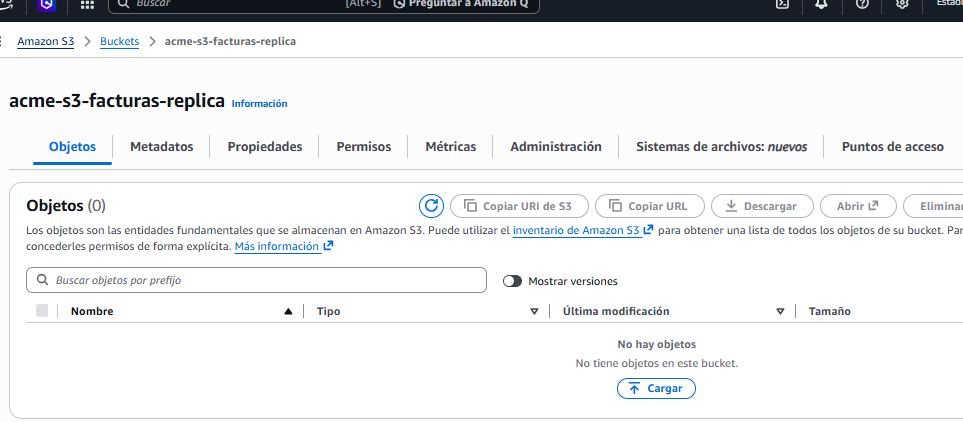 Buscar [Alt+S] Preguntar a Amazon Q
Amazon S3 > Buckets > acme-s3-facturas-replica
acme-s3-facturas-replica Información
Objetos Metadatos Propiedades Permisos Métricas Administración Sistemas de archivos: nuevos Puntos de acceso
Objetos (0) Copiar URI de S3 Copiar URL Descargar Abrir
Los objetos son las entidades fundamentales que se almacenan en Amazon S3. Puede utilizar el inventario de Amazon S3 para obtener una lista de todos los objetos de su bucket.
concederles permisos de forma explícita. Más información
Buscar objetos por prefijo Mostrar versiones
Nombre Tipo Última modificación Tamaño
No hay objetos
No tiene objetos en este bucket.
Cargar